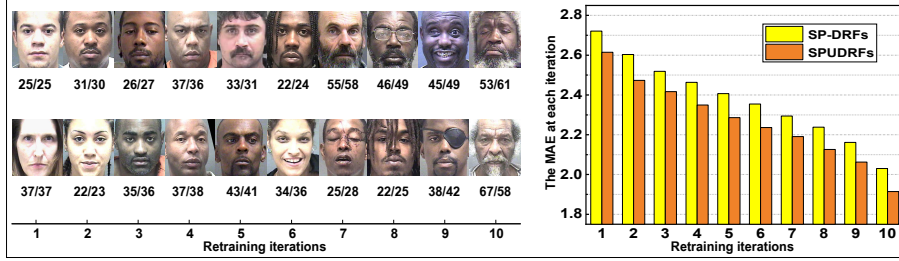 25/25 31/30 26/27 37/36 33/31 22/24 55/58 46/49 45/49 53/61
37/37 22/23 35/36 37/38 43/41 34/36 25/28 22/25 38/42 67/58
1 2 3 4 5 6 7 8 9 10
Retraining iterations
The MAE at each iteration
2.8
2.6
2.4
2.2
2.0
1.8
SP-DRFs
SPUDRFs
1 2 3 4 5 6 7 8 9 10
Retraining iterations